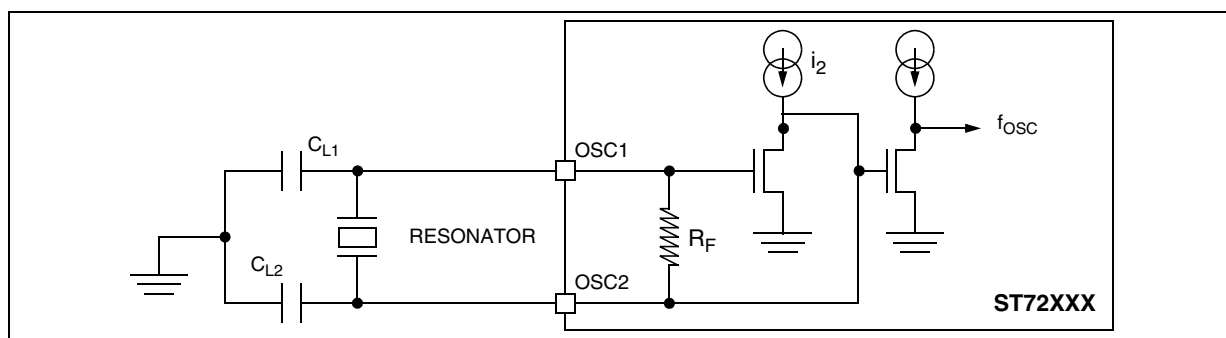 i2
fOSC
CL1
OSC1
RESONATOR
RF
CL2
OSC2
ST72XXX